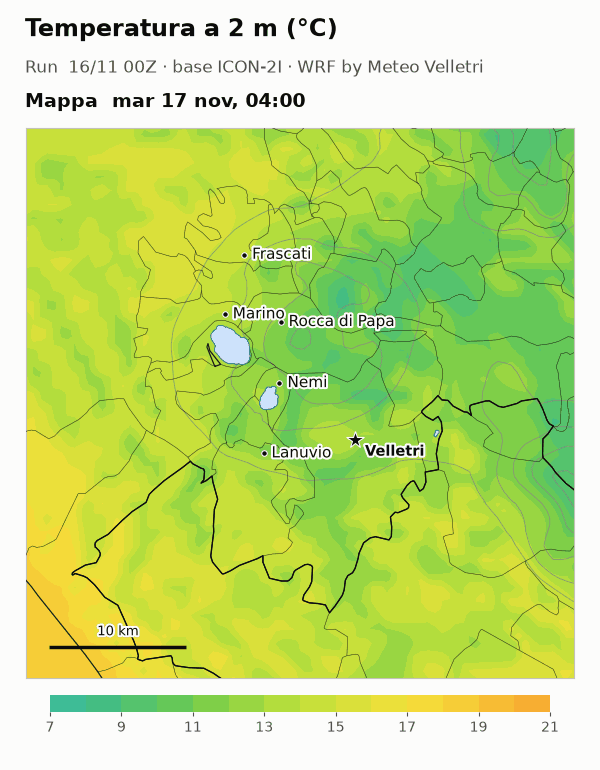 Temperatura a 2 m (°C)
Run  16/11 00Z · base ICON-2I · WRF by Meteo Velletri
Mappa  mar 17 nov, 04:00
Frascati
Marino
Rocca di Papa
Nemi
Velletri
Lanuvio
10 km
7 9 11 13 15 17 19 21